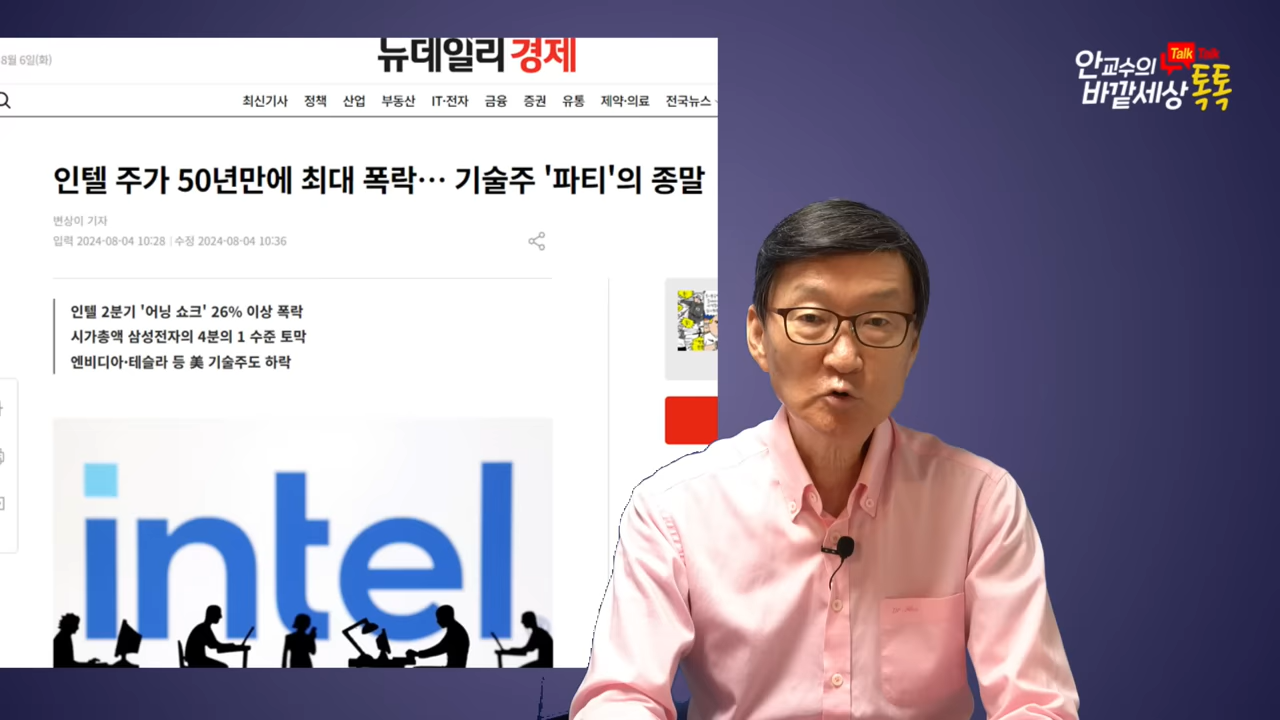 8월 6일(화)
뉴데일리 경제
안교수의 Talk Talk
바깥세상 톡톡
최신기사 정책 산업 부동산 IT·전자 금융 증권 유통 제약·의료 전국뉴스
인텔 주가 50년만에 최대 폭락… 기술주 '파티'의 종말
변상이 기자
입력 2024-08-04 10:28 | 수정 2024-08-04 10:36
인텔 2분기 '어닝 쇼크' 26% 이상 폭락
시가총액 삼성전자의 4분의 1 수준 토막
엔비디아·테슬라 등 美 기술주도 하락
intel